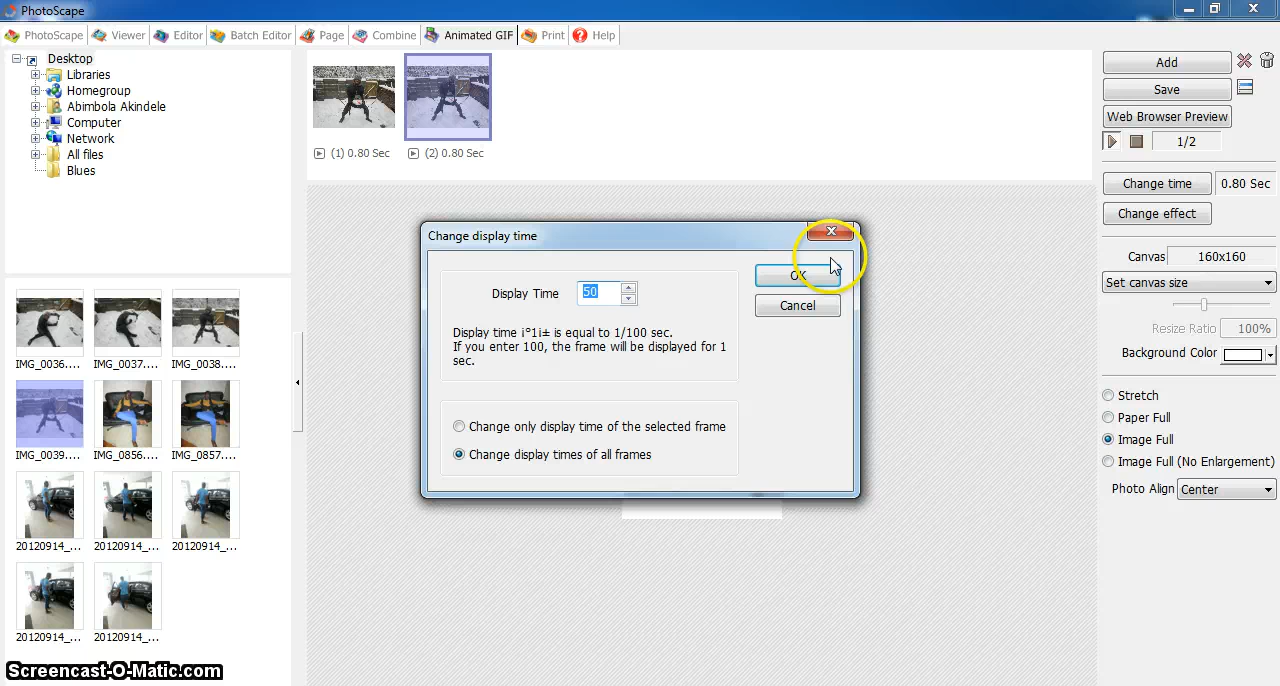 PhotoScape
PhotoScape
Viewer
Editor
Batch Editor
Page
Combine
Animated GIF
Print
Help
Desktop
Libraries
Homegroup
Abimbola Akindele
Computer
Network
All files
Blues
IMG_0036....
IMG_0037....
IMG_0038....
IMG_0039....
IMG_0856....
IMG_0857....
20120914_...
20120914_...
20120914_...
20120914_...
20120914_...
(1) 0.80 Sec
(2) 0.80 Sec
Change display time
Display Time
50
Display time ¡°1¡± is equal to 1/100 sec.
If you enter 100, the frame will be displayed for 1
sec.
Change only display time of the selected frame
Change display times of all frames
OK
Cancel
Add
Save
Web Browser Preview
1/2
Change time
0.80 Sec
Change effect
Canvas
160x160
Set canvas size
Resize Ratio
100%
Background Color
Stretch
Paper Full
Image Full
Image Full (No Enlargement)
Photo Align
Center
Screencast-O-Matic.com